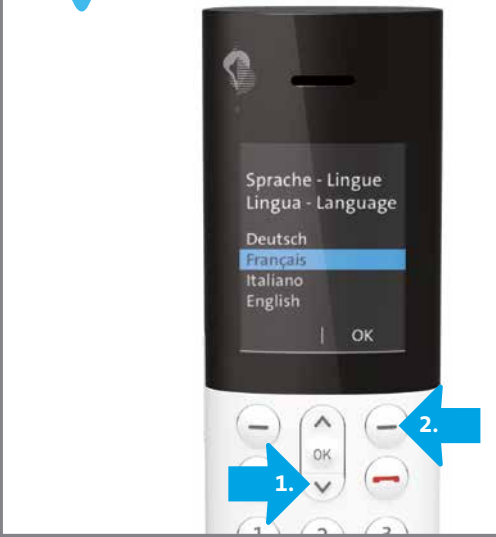 Sprache - Lingue
Lingua - Language
Deutsch
Français
Italiano
English
| OK
2.
OK
1.
1 2 3